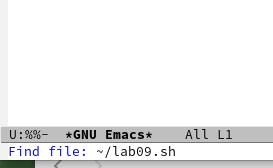 U:%%-  *GNU Emacs*    All L1
Find file: ~/lab09.sh